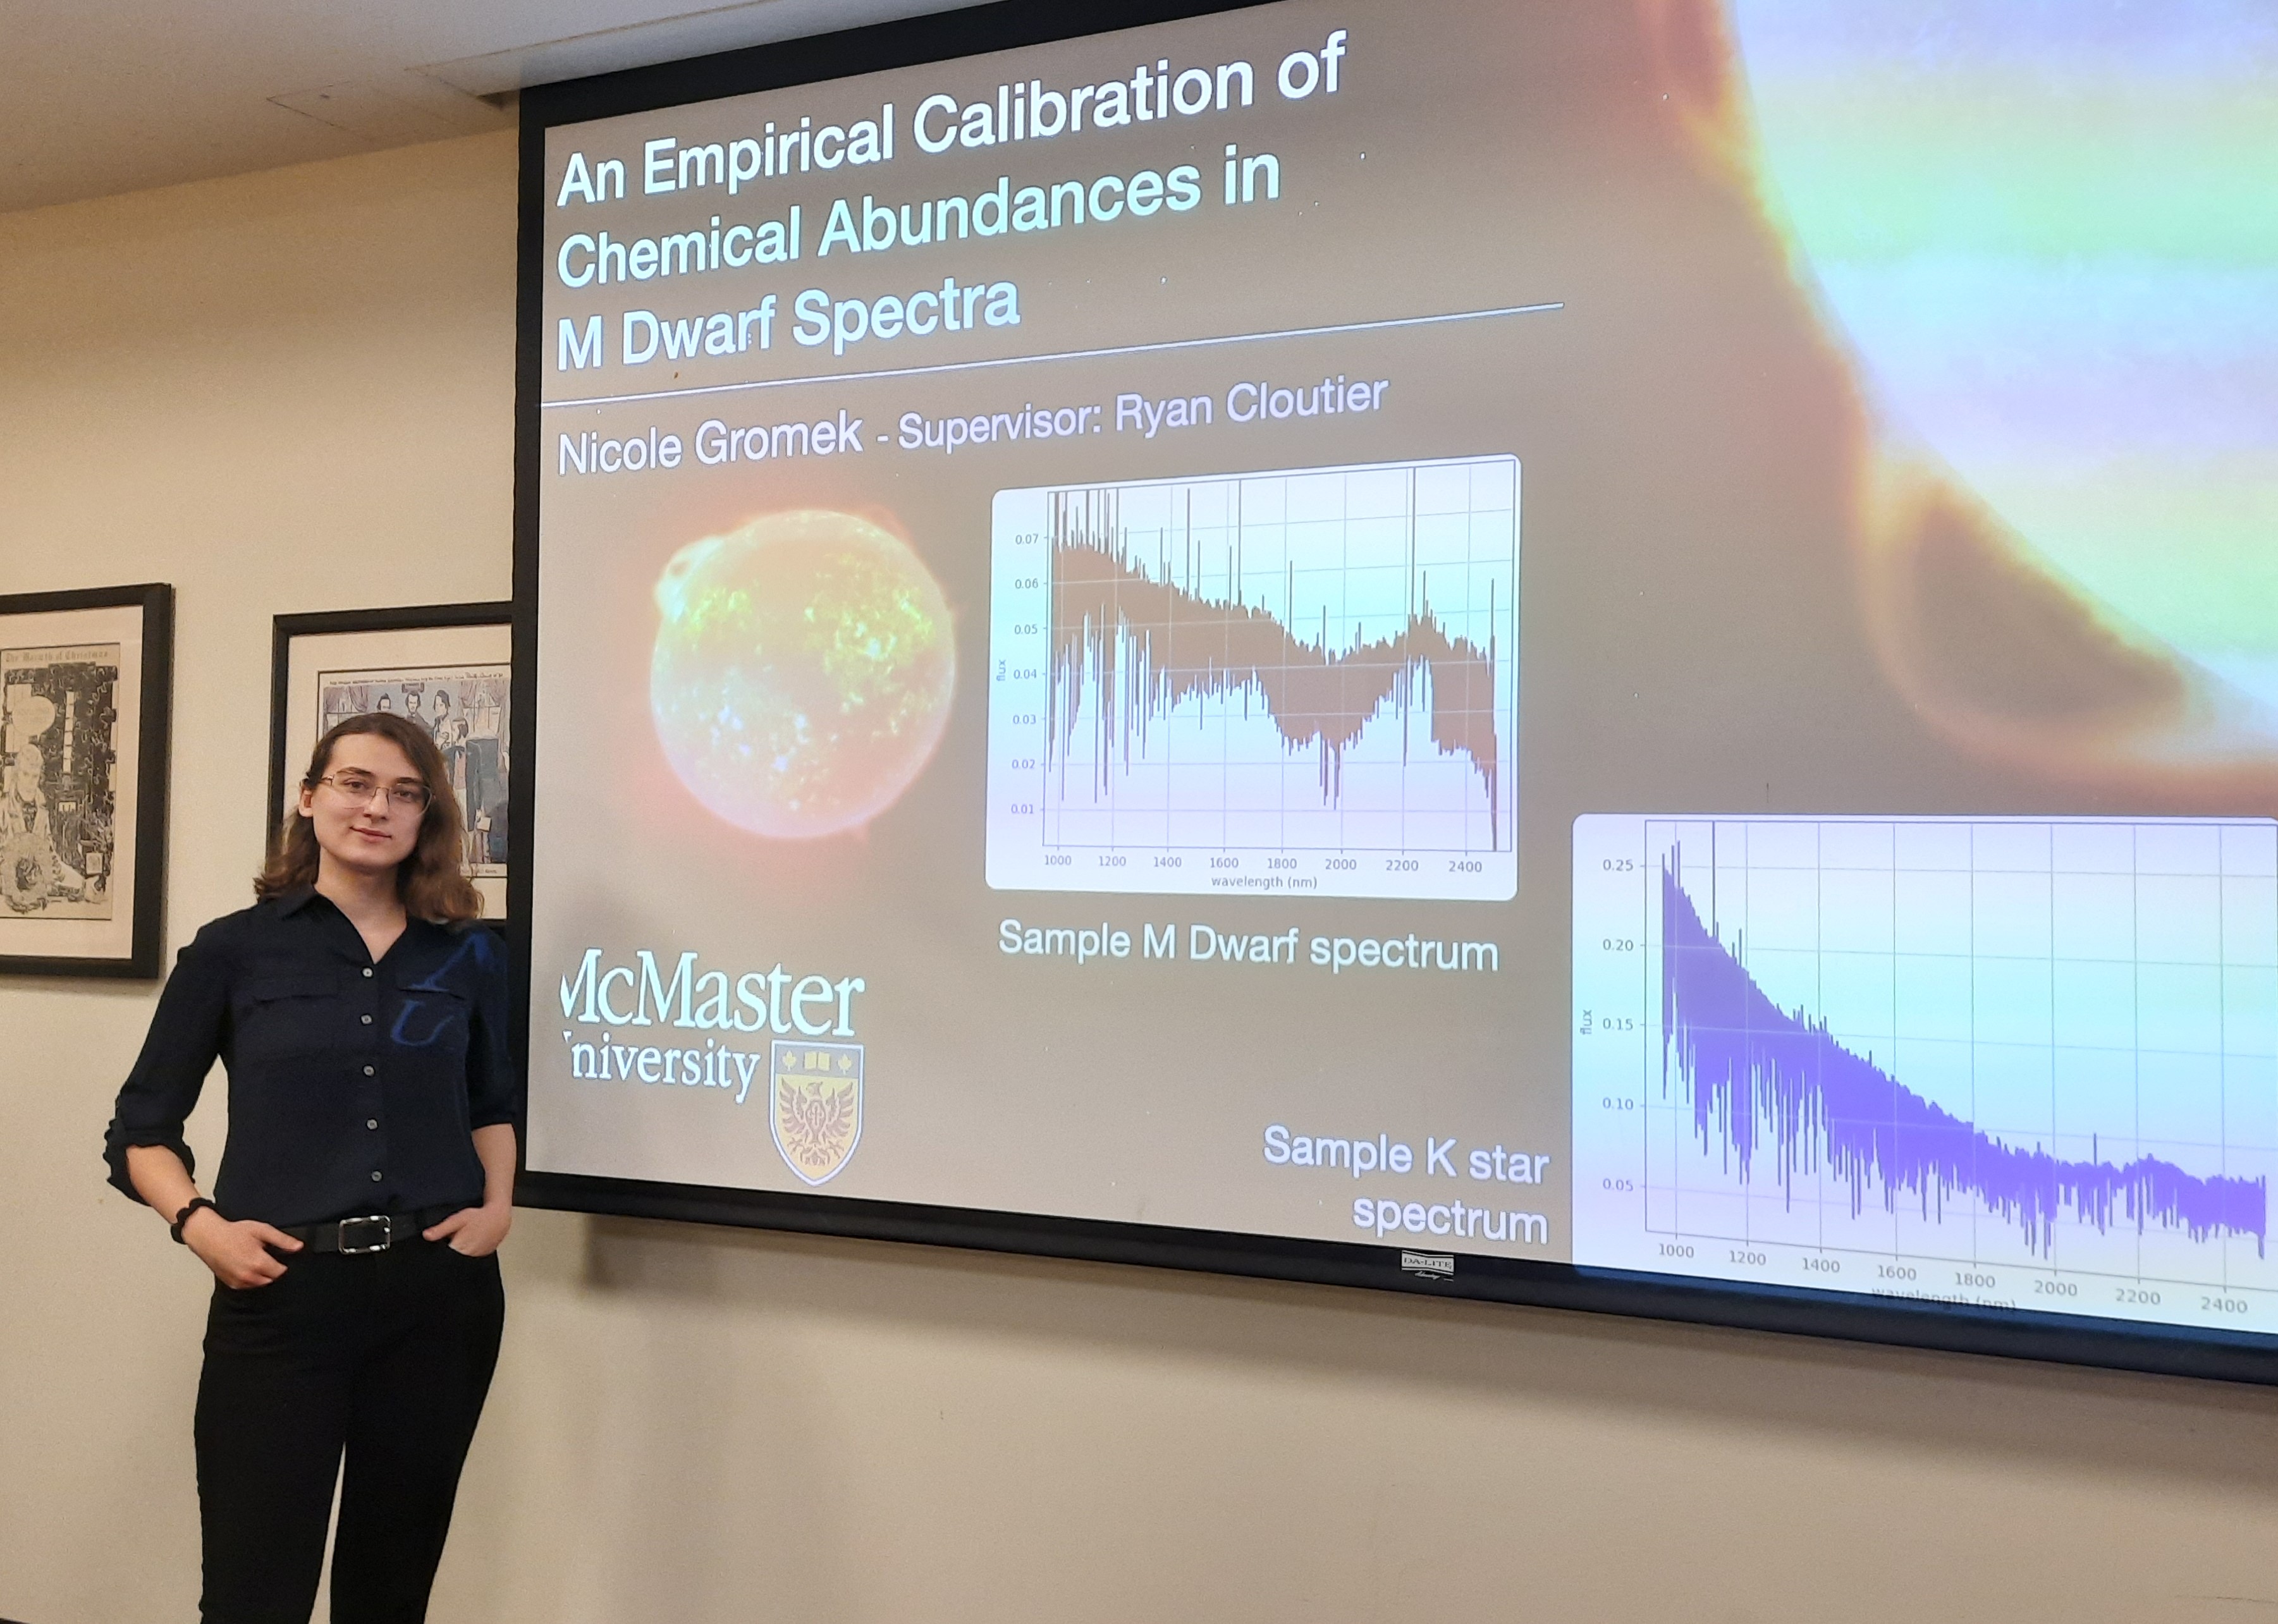 An Empirical Calibration of
Chemical Abundances in
M Dwarf Spectra
Nicole Gromek - Supervisor: Ryan Cloutier
0.07
0.06
0.05
0.04
0.03
0.02
0.01
flux
1000 1200 1400 1600 1800 2000 2200 2400
wavelength (nm)
Sample M Dwarf spectrum
McMaster
University
Sample K star
spectrum
0.25
0.20
0.15
0.10
0.05
flux
1000 1200 1400 1600 1800 2000 2200 2400
wavelength (nm)
DA-LITE